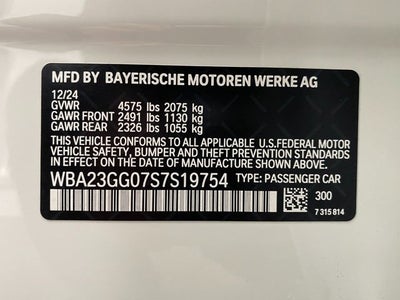 MFD BY BAYERISCHE MOTOREN WERKE AG
12/24
GVWR 4575 lbs 2075 kg
GAWR FRONT 2491 lbs 1130 kg
GAWR REAR 2326 lbs 1055 kg
THIS VEHICLE CONFORMS TO ALL APPLICABLE U.S.FEDERAL MOTOR
VEHICLE SAFETY, BUMPER AND THEFT PREVENTION STANDARDS
IN EFFECT ON THE DATE OF MANUFACTURE SHOWN ABOVE.
WBA23GG07S7S19754 TYPE: PASSENGER CAR
300
7 315 814